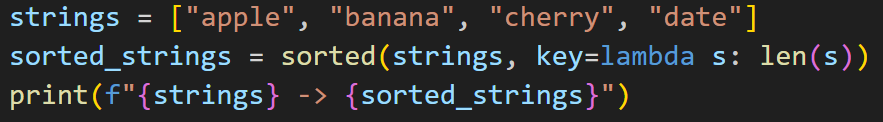 strings = ["apple", "banana", "cherry", "date"]
sorted_strings = sorted(strings, key=lambda s: len(s))
print(f"{strings} -> {sorted_strings}")